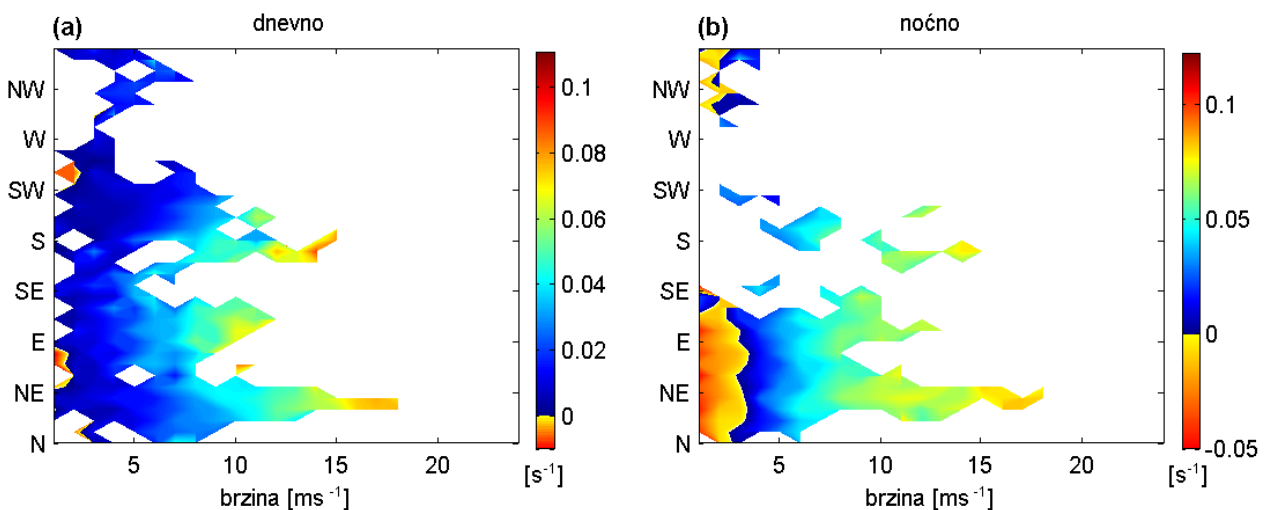 (a) dnevno
NW
W
SW
S
SE
E
NE
N
5 10 15 20
brzina [ms⁻¹]
0.1
0.08
0.06
0.04
0.02
0
[s⁻¹]
(b) noćno
NW
W
SW
S
SE
E
NE
N
5 10 15 20
brzina [ms⁻¹]
0.1
0.05
0
-0.05
[s⁻¹]